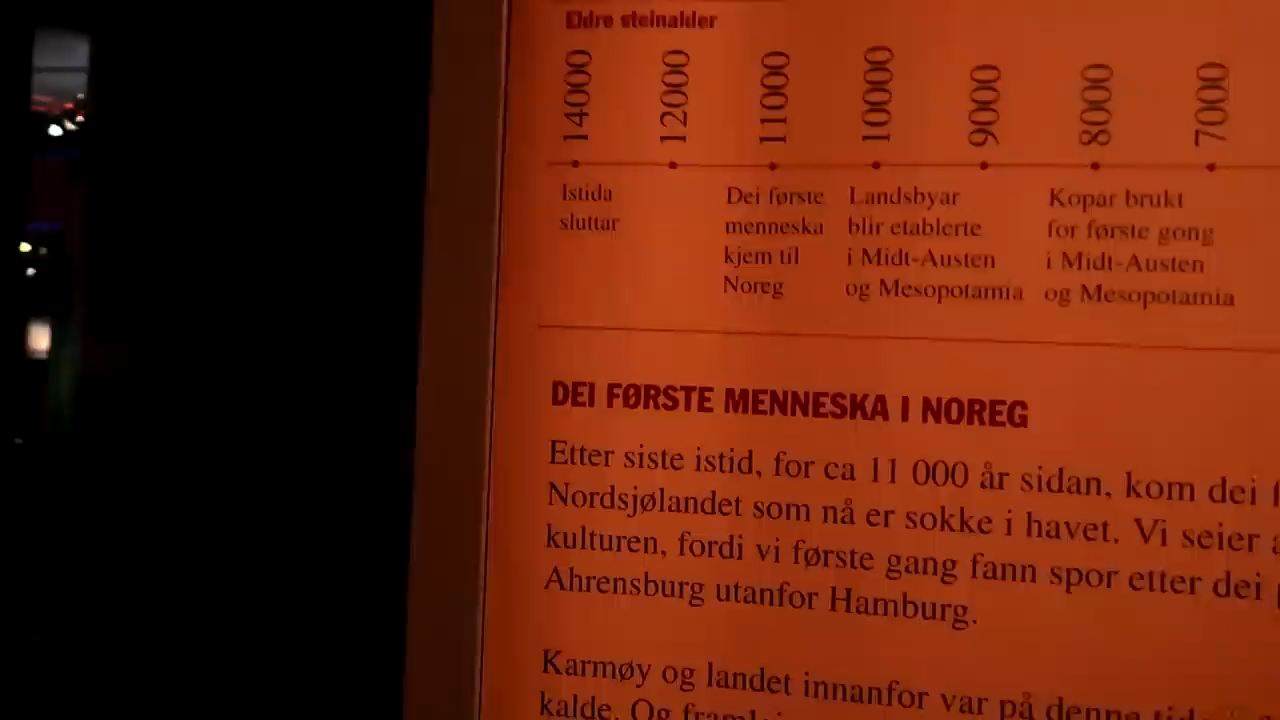 Eldre steinalder
14000 12000 11000 10000 9000 8000 7000
Istida
sluttar
Dei første
menneska
kjem til
Noreg
Landsbyar
blir etablerte
i Midt-Austen
og Mesopotamia
Kopar brukt
for første gong
i Midt-Austen
og Mesopotamia
DEI FØRSTE MENNESKA I NOREG
Etter siste istid, for ca 11 000 år sidan, kom dei
Nordsjølandet som nå er sokke i havet. Vi seier
kulturen, fordi vi første gang fann spor etter dei
Ahrensburg utanfor Hamburg.
Karmøy og landet innanfor var på denne
kalde. Og